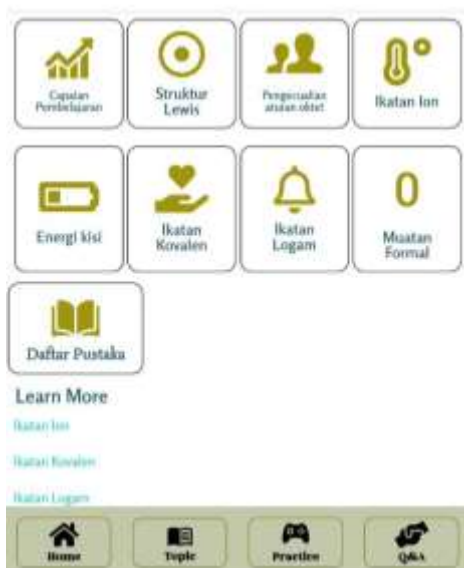 Capaian
Pembelajaran
Struktur
Lewis
Pengecualian
aturan oktet
Ikatan Ion
Energi kisi
Ikatan
Kovalen
Ikatan
Logam
0
Muatan
Formal
Daftar Pustaka
Learn More
Ikatan Ion
Ikatan Kovalen
Ikatan Logam
Home
Topic
Practice
Q&A